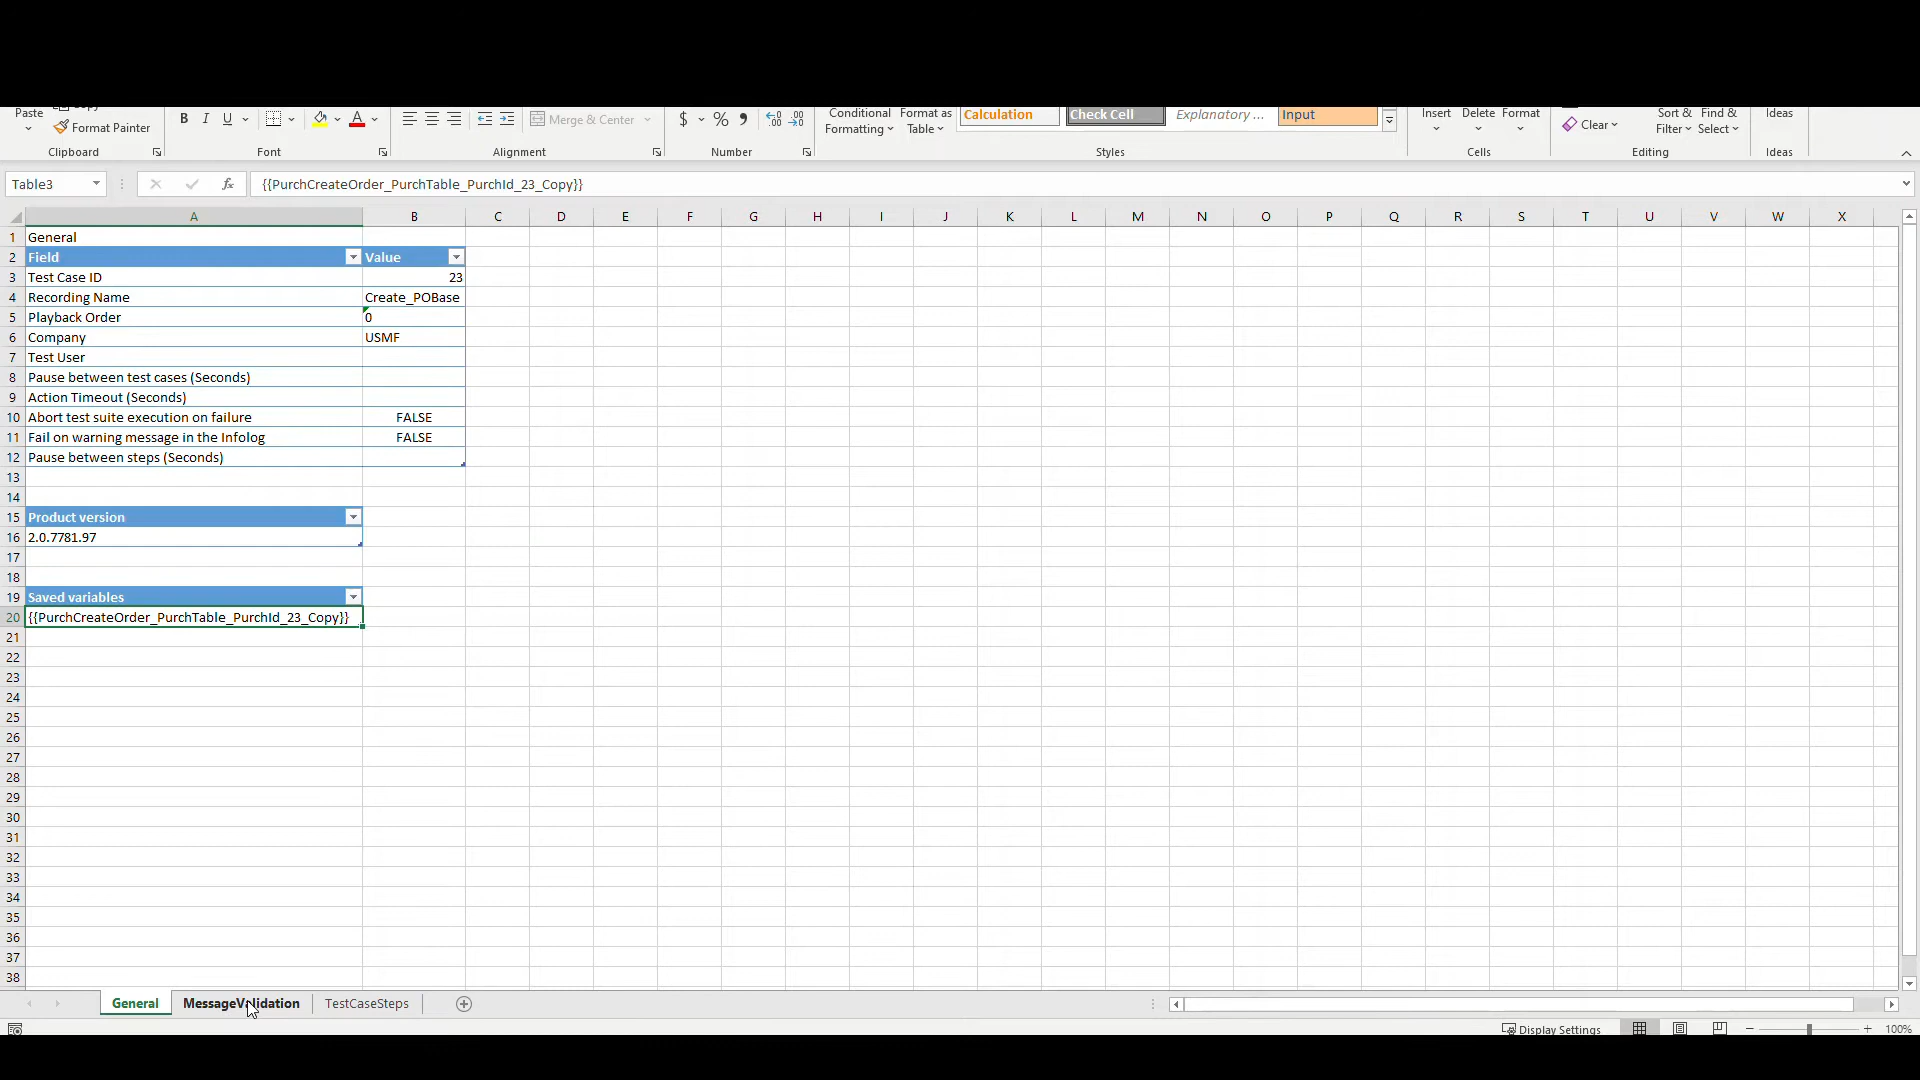 Paste
Format Painter
Clipboard
B I U
Font
Merge & Center
Alignment
$ % 9
Number
Conditional Formatting
Format as Table
Calculation
Check Cell
Explanatory ...
Input
Styles
Insert
Delete
Format
Cells
Clear
Sort & Filter
Find & Select
Editing
Ideas
Ideas
Table3
fx
{{PurchCreateOrder_PurchTable_PurchId_23_Copy}}
A B C D E F G H I J K L M N O P Q R S T U V W X
1 General
2 Field Value
3 Test Case ID 23
4 Recording Name Create_POBase
5 Playback Order 0
6 Company USMF
7 Test User
8 Pause between test cases (Seconds)
9 Action Timeout (Seconds)
10 Abort test suite execution on failure FALSE
11 Fail on warning message in the Infolog FALSE
12 Pause between steps (Seconds)
13
14
15 Product version
16 2.0.7781.97
17
18
19 Saved variables
20 {{PurchCreateOrder_PurchTable_PurchId_23_Copy}}
21
22
23
24
25
26
27
28
29
30
31
32
33
34
35
36
37
38
General MessageValidation TestCaseSteps
Display Settings 100%